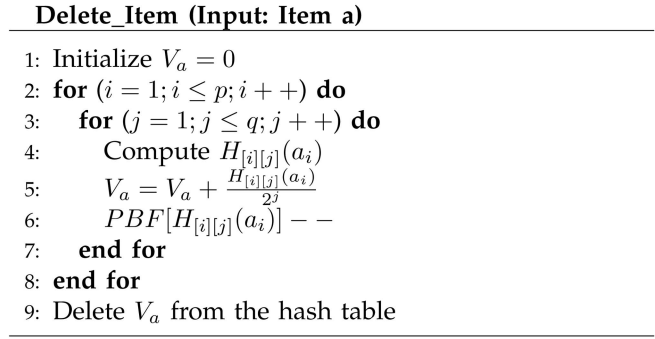 Delete_Item (Input: Item a)
1: Initialize V_a = 0
2: for (i = 1; i ≤ p; i + +) do
3: for (j = 1; j ≤ q; j + +) do
4: Compute H_{[i][j]}(a_i)
5: V_a = V_a + \frac{H_{[i][j]}(a_i)}{2^j}
6: PBF[H_{[i][j]}(a_i)] − −
7: end for
8: end for
9: Delete V_a from the hash table